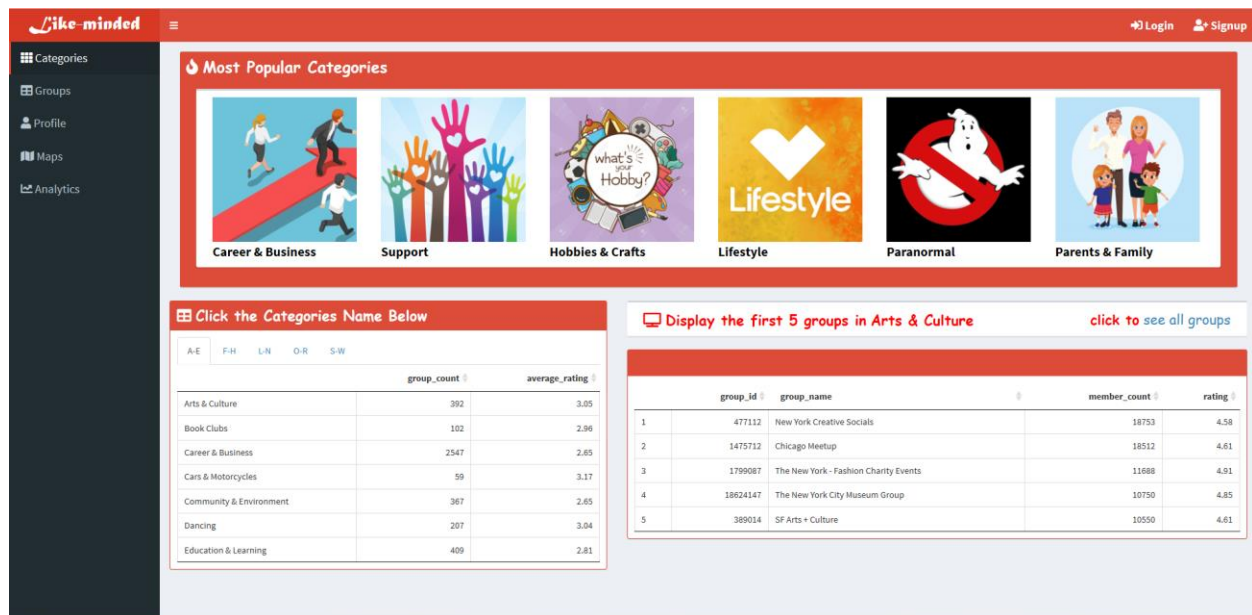 Like-minded
Login Signup
Categories
Groups
Profile
Maps
Analytics
Most Popular Categories
what's
your
Hobby?
Lifestyle
Career & Business Support Hobbies & Crafts Lifestyle Paranormal Parents & Family
Click the Categories Name Below
A-E F-H L-N O-R S-W
group_count average_rating
Arts & Culture 392 3.05
Book Clubs 102 2.96
Career & Business 2547 2.65
Cars & Motorcycles 59 3.17
Community & Environment 367 2.65
Dancing 207 3.04
Education & Learning 409 2.81
Display the first 5 groups in Arts & Culture click to see all groups
group_id group_name member_count rating
1 477112 New York Creative Socials 18753 4.58
2 1475712 Chicago Meetup 18512 4.61
3 1799087 The New York - Fashion Charity Events 11688 4.91
4 18624147 The New York City Museum Group 10750 4.85
5 389014 SF Arts + Culture 10550 4.61